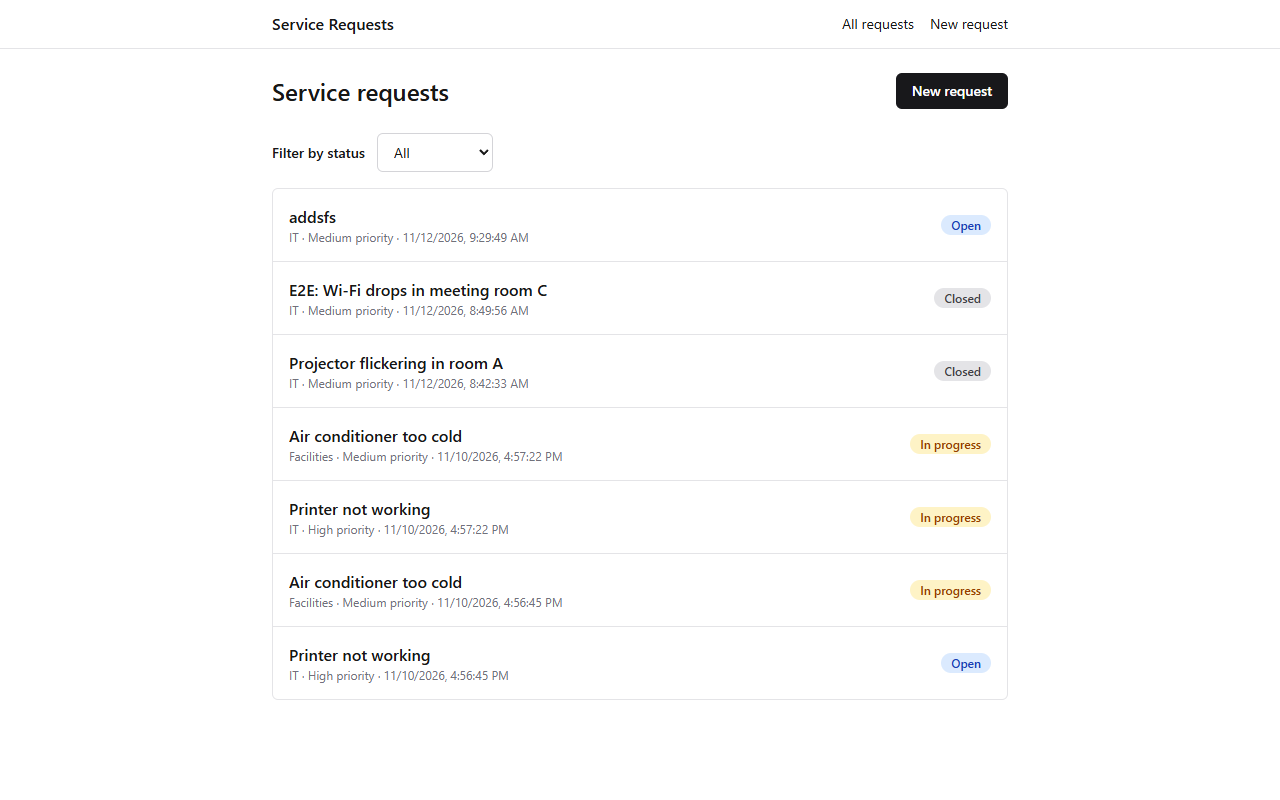 Service Requests
All requests
New request
Service requests
New request
Filter by status
All
addsfs
IT · Medium priority · 11/12/2026, 9:29:49 AM
Open
E2E: Wi-Fi drops in meeting room C
IT · Medium priority · 11/12/2026, 8:49:56 AM
Closed
Projector flickering in room A
IT · Medium priority · 11/12/2026, 8:42:33 AM
Closed
Air conditioner too cold
Facilities · Medium priority · 11/10/2026, 4:57:22 PM
In progress
Printer not working
IT · High priority · 11/10/2026, 4:57:22 PM
In progress
Air conditioner too cold
Facilities · Medium priority · 11/10/2026, 4:56:45 PM
In progress
Printer not working
IT · High priority · 11/10/2026, 4:56:45 PM
Open